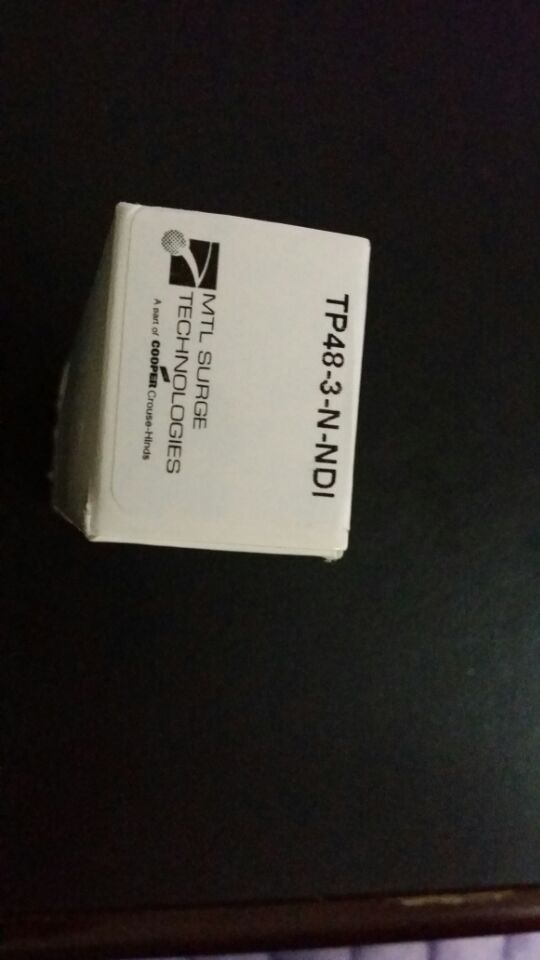 TP48-3-N-NDI
MTL SURGE
TECHNOLOGIES
A part of COOPER Crouse-Hinds